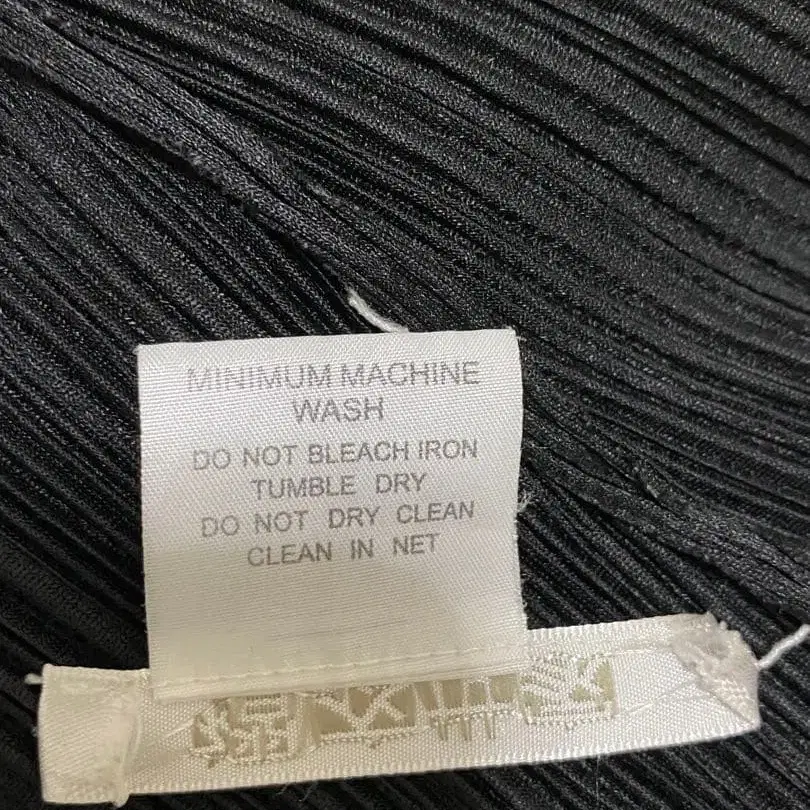 MINIMUM MACHINE
WASH
DO NOT BLEACH IRON
TUMBLE DRY
DO NOT DRY CLEAN
CLEAN IN NET